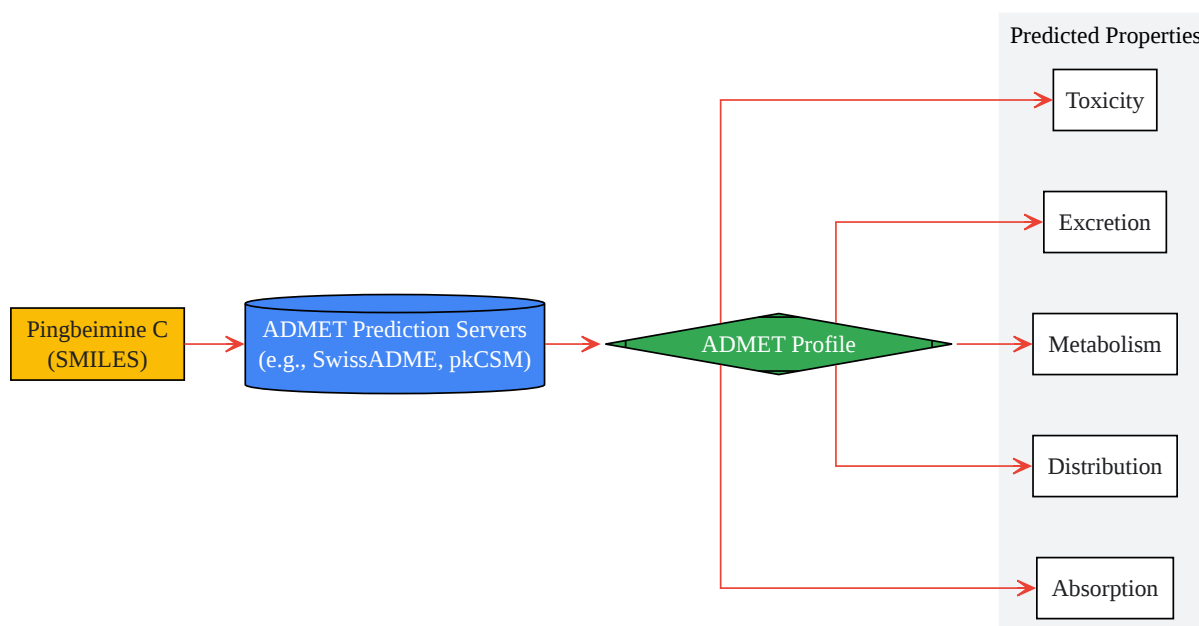 Predicted Properties
Toxicity
Excretion
Pingbeimine C
(SMILES)
ADMET Prediction Servers
(e.g., SwissADME, pkCSM)
ADMET Profile
Metabolism
Distribution
Absorption